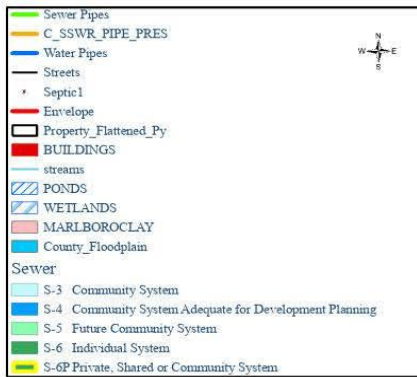 Sewer Pipes
C_SSWR_PIPE_PRES
Water Pipes
Streets
Septic1
Envelope
Property_Flattened_Py
BUILDINGS
streams
PONDS
WETLANDS
MARLBOROCLAY
County_Floodplain
Sewer
S-3 Community System
S-4 Community System Adequate for Development Planning
S-5 Future Community System
S-6 Individual System
S-6P Private, Shared or Community System
N
W E
S